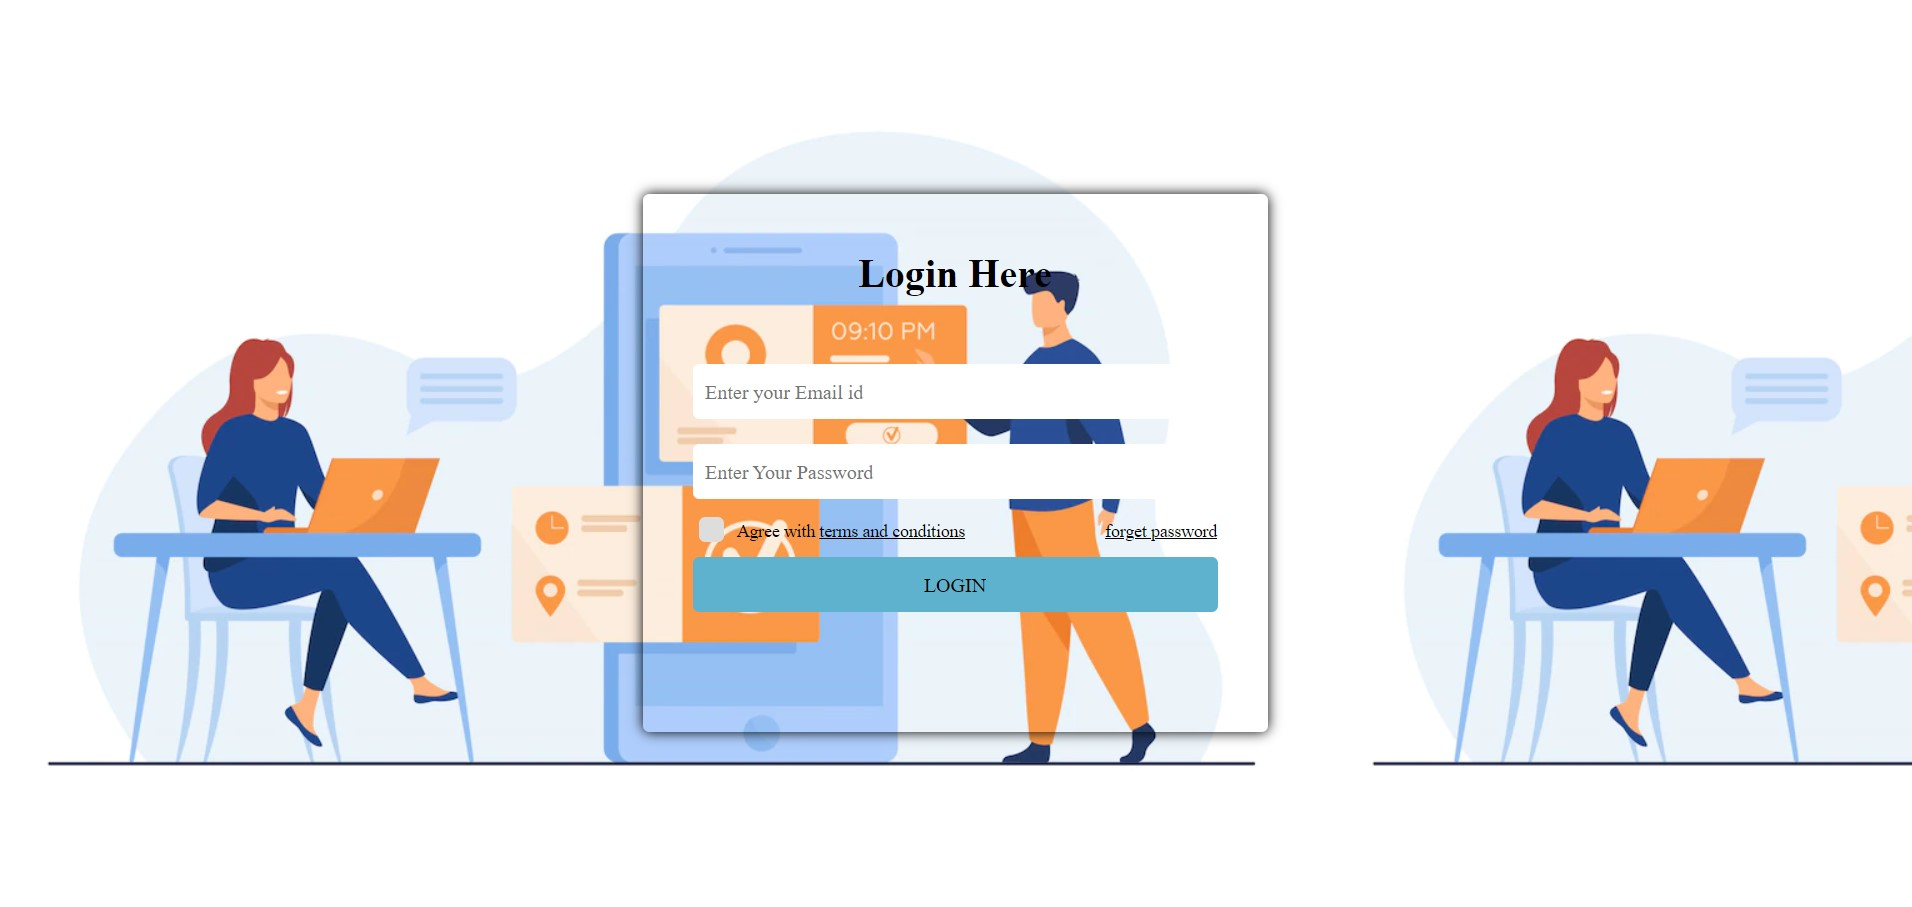 Login Here
09:10 PM
Enter your Email id
Enter Your Password
Agree with terms and conditions forget password
LOGIN